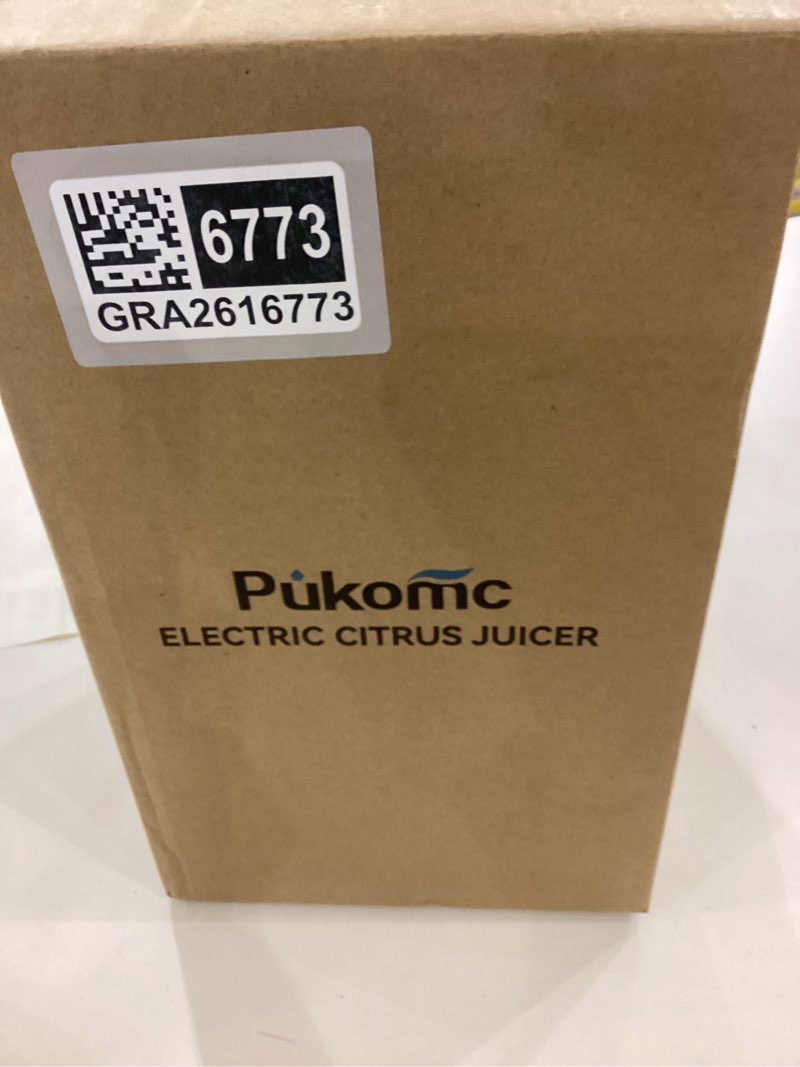 6773
GRA2616773
Pukomc
ELECTRIC CITRUS JUICER